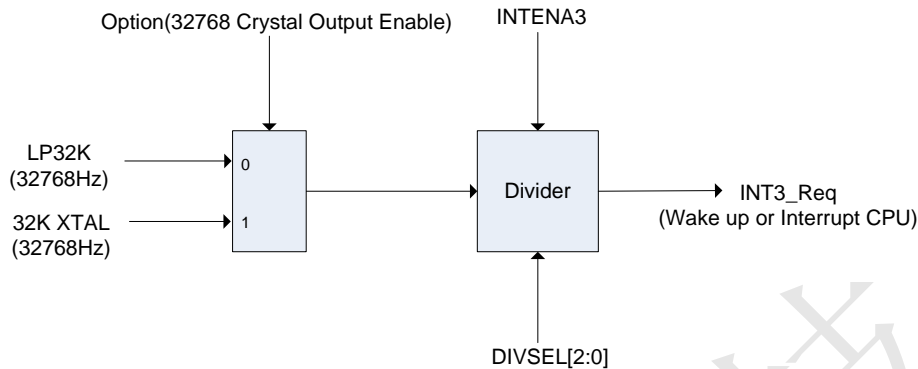 Option(32768 Crystal Output Enable)
INTENA3
LP32K
(32768Hz)
0
32K XTAL
(32768Hz)
1
Divider
INT3_Req
(Wake up or Interrupt CPU)
DIVSEL[2:0]